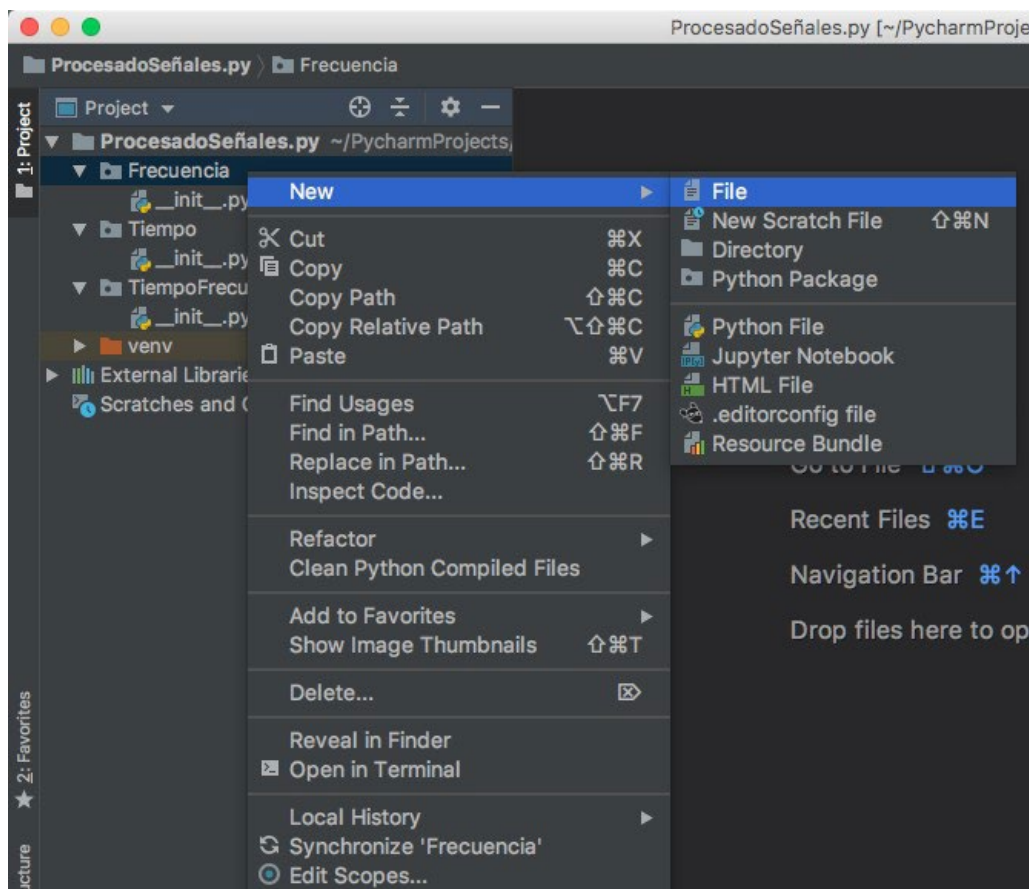 ProcesadoSeñales.py [~/PycharmProje
ProcesadoSeñales.py Frecuencia
1: Project
Project
ProcesadoSeñales.py ~/PycharmProjects/
Frecuencia
__init__.py
Tiempo
__init__.py
TiempoFrecu
__init__.py
venv
External Librarie
Scratches and C
New
Cut ⌘X
Copy ⌘C
Copy Path ⇧⌘C
Copy Relative Path ⌥⇧⌘C
Paste ⌘V
Find Usages ⌥F7
Find in Path... ⇧⌘F
Replace in Path... ⇧⌘R
Inspect Code...
Refactor
Clean Python Compiled Files
Add to Favorites
Show Image Thumbnails ⇧⌘T
Delete... ⌦
Reveal in Finder
Open in Terminal
Local History
Synchronize 'Frecuencia'
Edit Scopes...
File
New Scratch File ⇧⌘N
Directory
Python Package
Python File
Jupyter Notebook
HTML File
.editorconfig file
Resource Bundle
Go to File ⇧⌘O
Recent Files ⌘E
Navigation Bar ⌘↑
Drop files here to op
2: Favorites
ucture